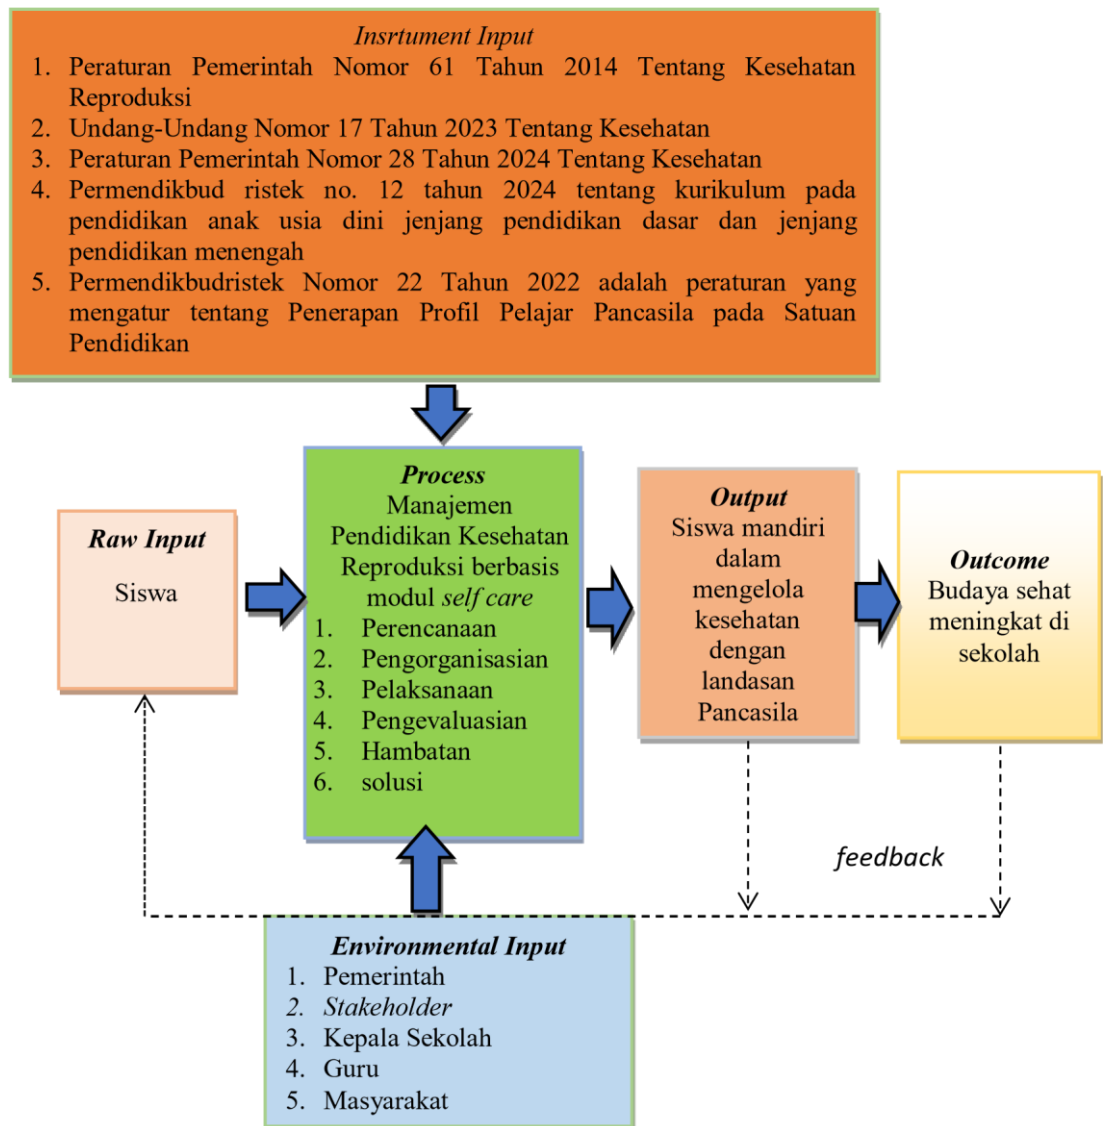 Insrtument Input
1. Peraturan Pemerintah Nomor 61 Tahun 2014 Tentang Kesehatan
Reproduksi
2. Undang-Undang Nomor 17 Tahun 2023 Tentang Kesehatan
3. Peraturan Pemerintah Nomor 28 Tahun 2024 Tentang Kesehatan
4. Permendikbud ristek no. 12 tahun 2024 tentang kurikulum pada
pendidikan anak usia dini jenjang pendidikan dasar dan jenjang
pendidikan menengah
5. Permendikbudristek Nomor 22 Tahun 2022 adalah peraturan yang
mengatur tentang Penerapan Profil Pelajar Pancasila pada Satuan
Pendidikan
Raw Input
Siswa
Process
Manajemen
Pendidikan Kesehatan
Reproduksi berbasis
modul self care
1. Perencanaan
2. Pengorganisasian
3. Pelaksanaan
4. Pengevaluasian
5. Hambatan
6. solusi
Output
Siswa mandiri
dalam
mengelola
kesehatan
dengan
landasan
Pancasila
Outcome
Budaya sehat
meningkat di
sekolah
feedback
Environmental Input
1. Pemerintah
2. Stakeholder
3. Kepala Sekolah
4. Guru
5. Masyarakat